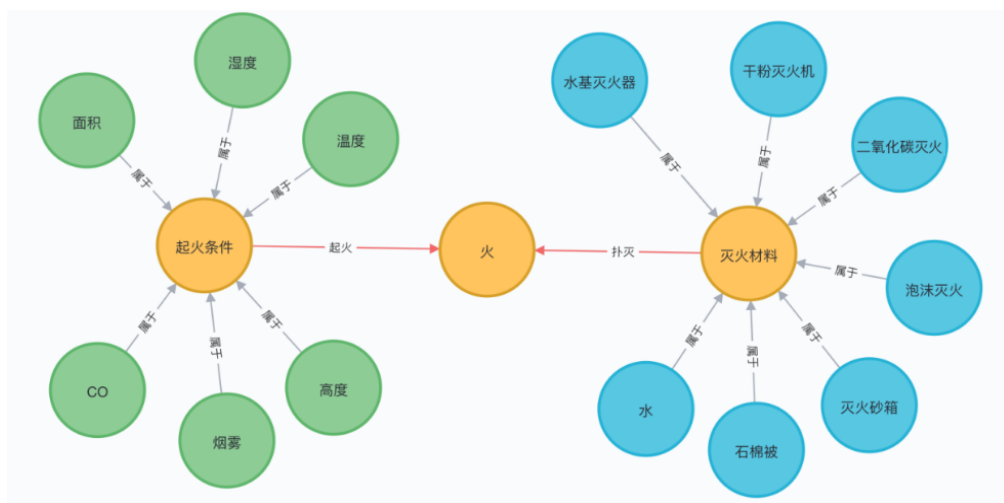 湿度
面积
温度
属于
属于
属于
起火条件
起火
火
属于
属于
属于
CO
烟雾
高度
水基灭火器
干粉灭火机
二氧化碳灭火
属于
属于
属于
扑灭
灭火材料
属于
泡沫灭火
属于
属于
属于
水
石棉被
灭火砂箱